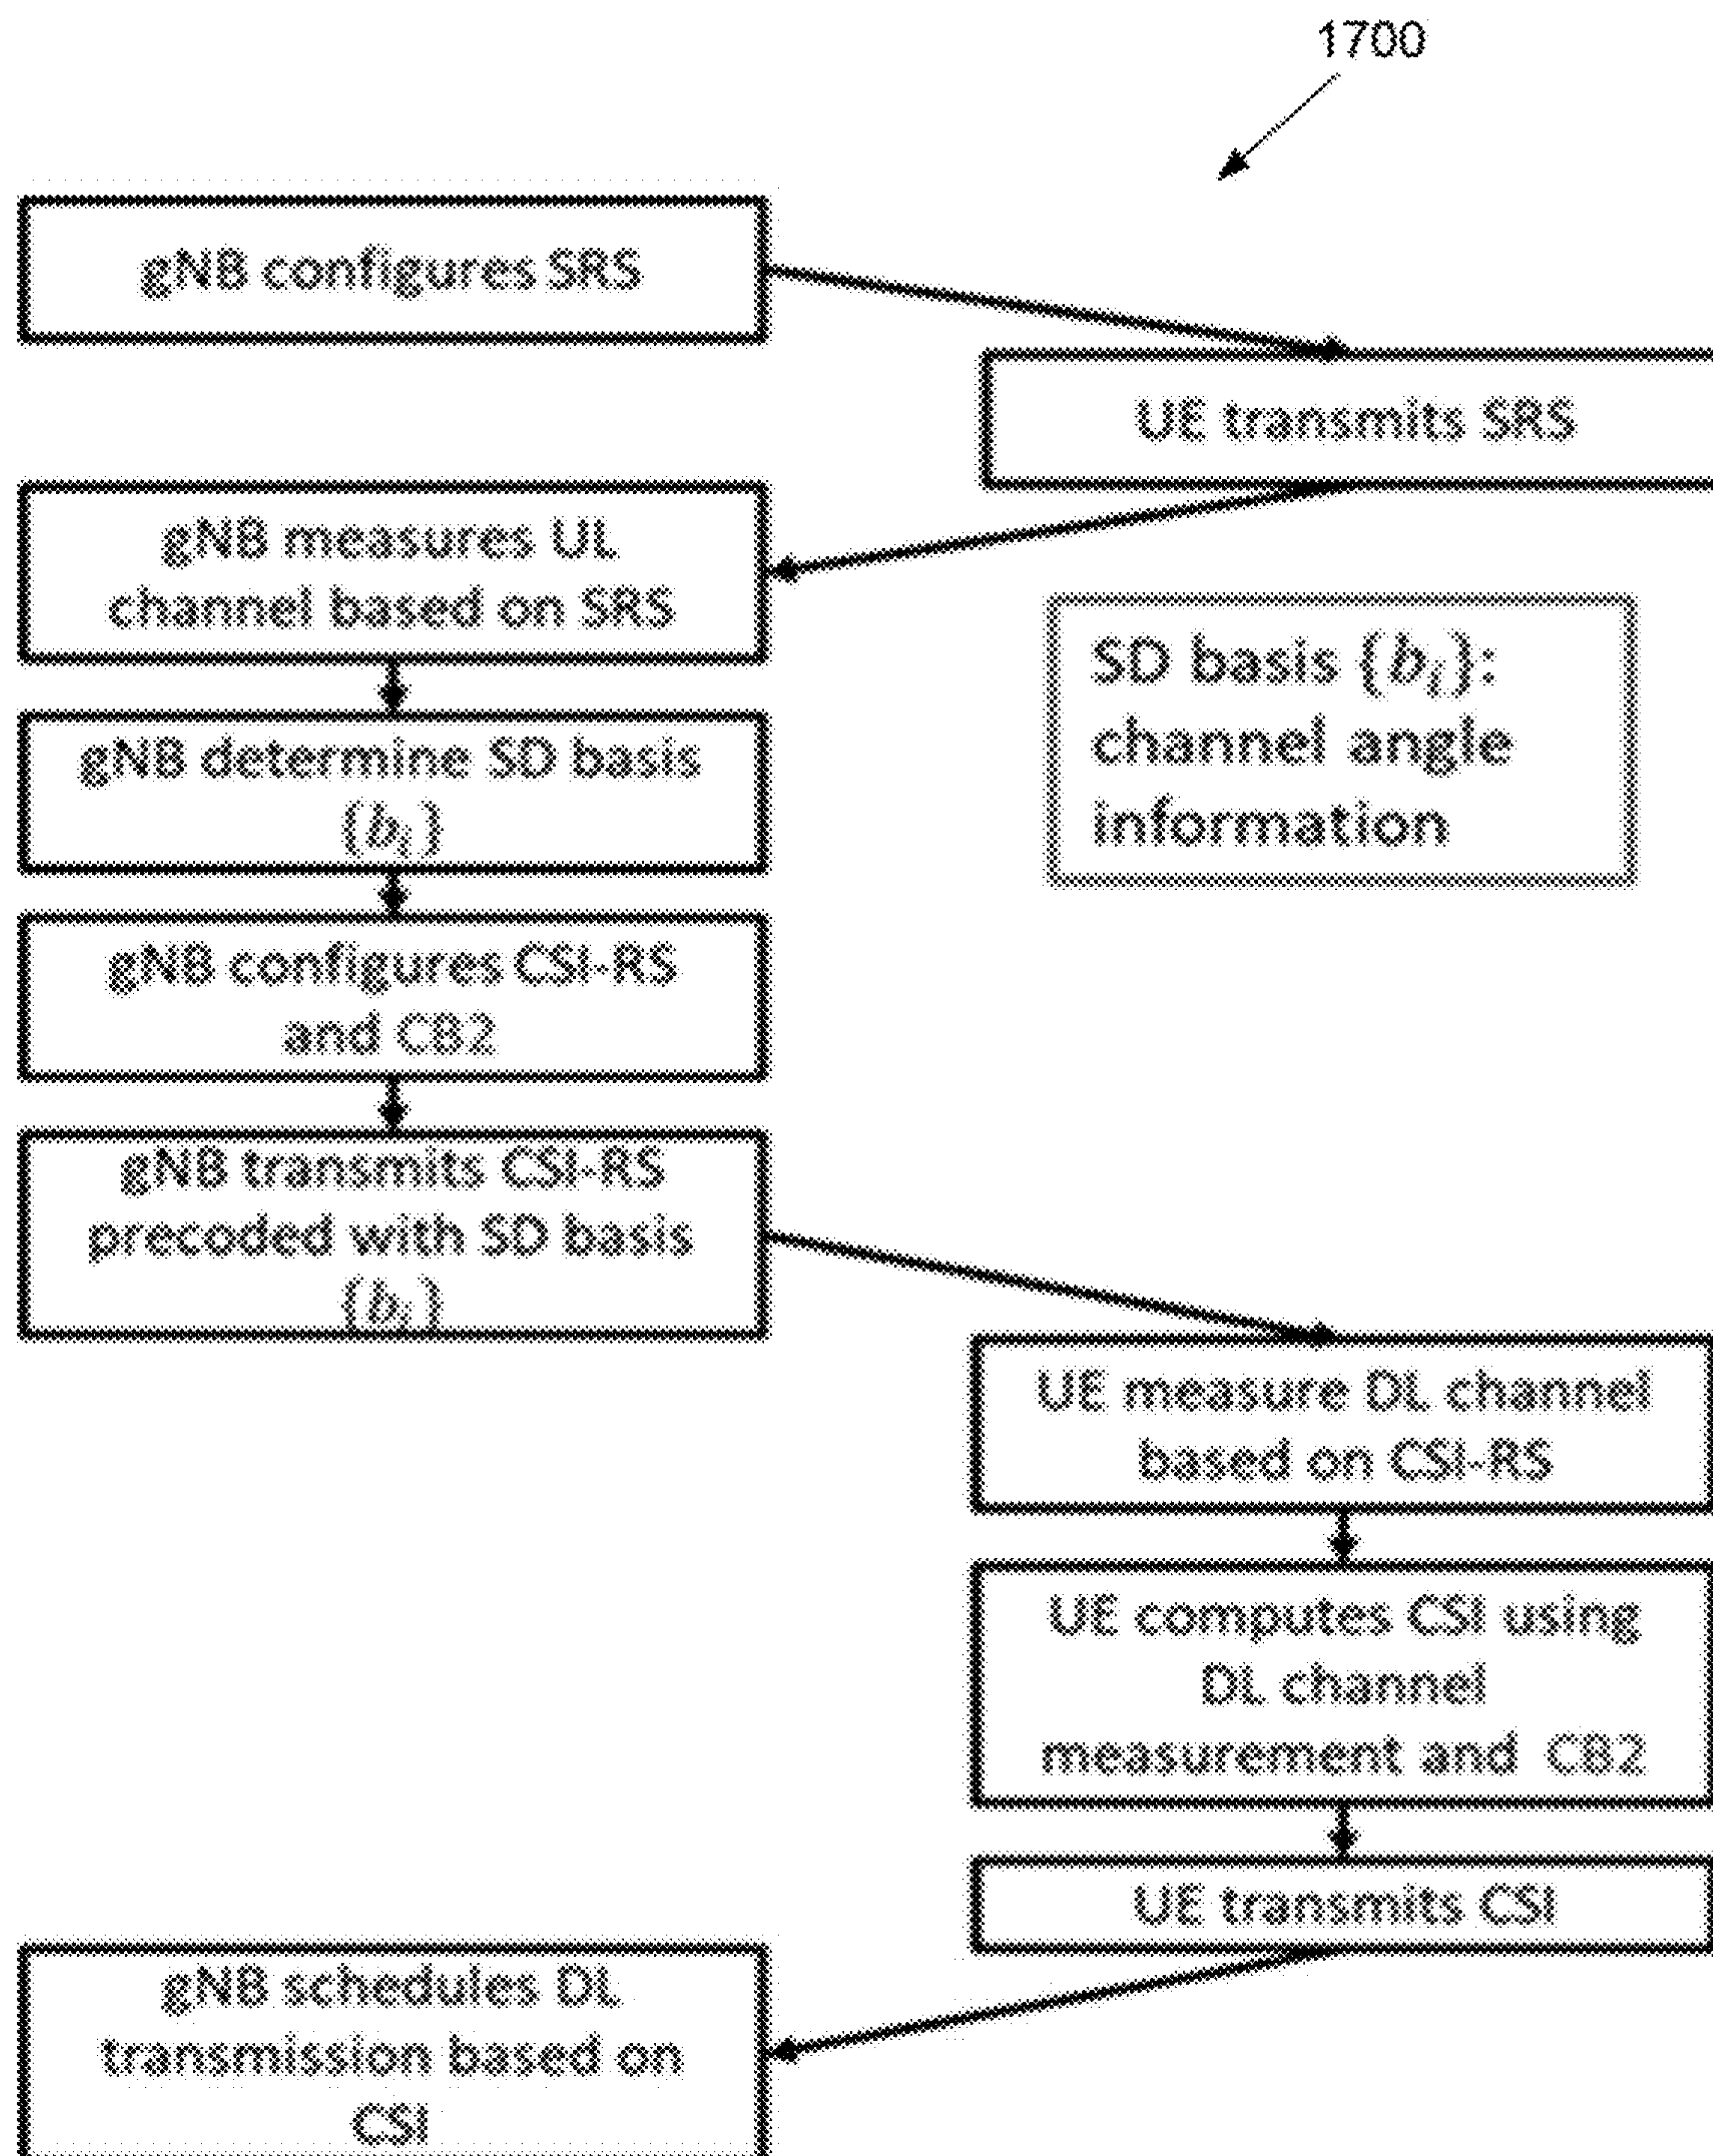 1700
gNB configures SRS
UE transmits SRS
gNB measures UL
channel based on SRS
SD basis {b_i}:
channel angle
information
gNB determine SD basis
{b_i}
gNB configures CSI-RS
and CB2
gNB transmits CSI-RS
precoded with SD basis
{b_i}
UE measure DL channel
based on CSI-RS
UE computes CSI using
DL channel
measurement and CB2
UE transmits CSI
gNB schedules DL
transmission based on
CSI